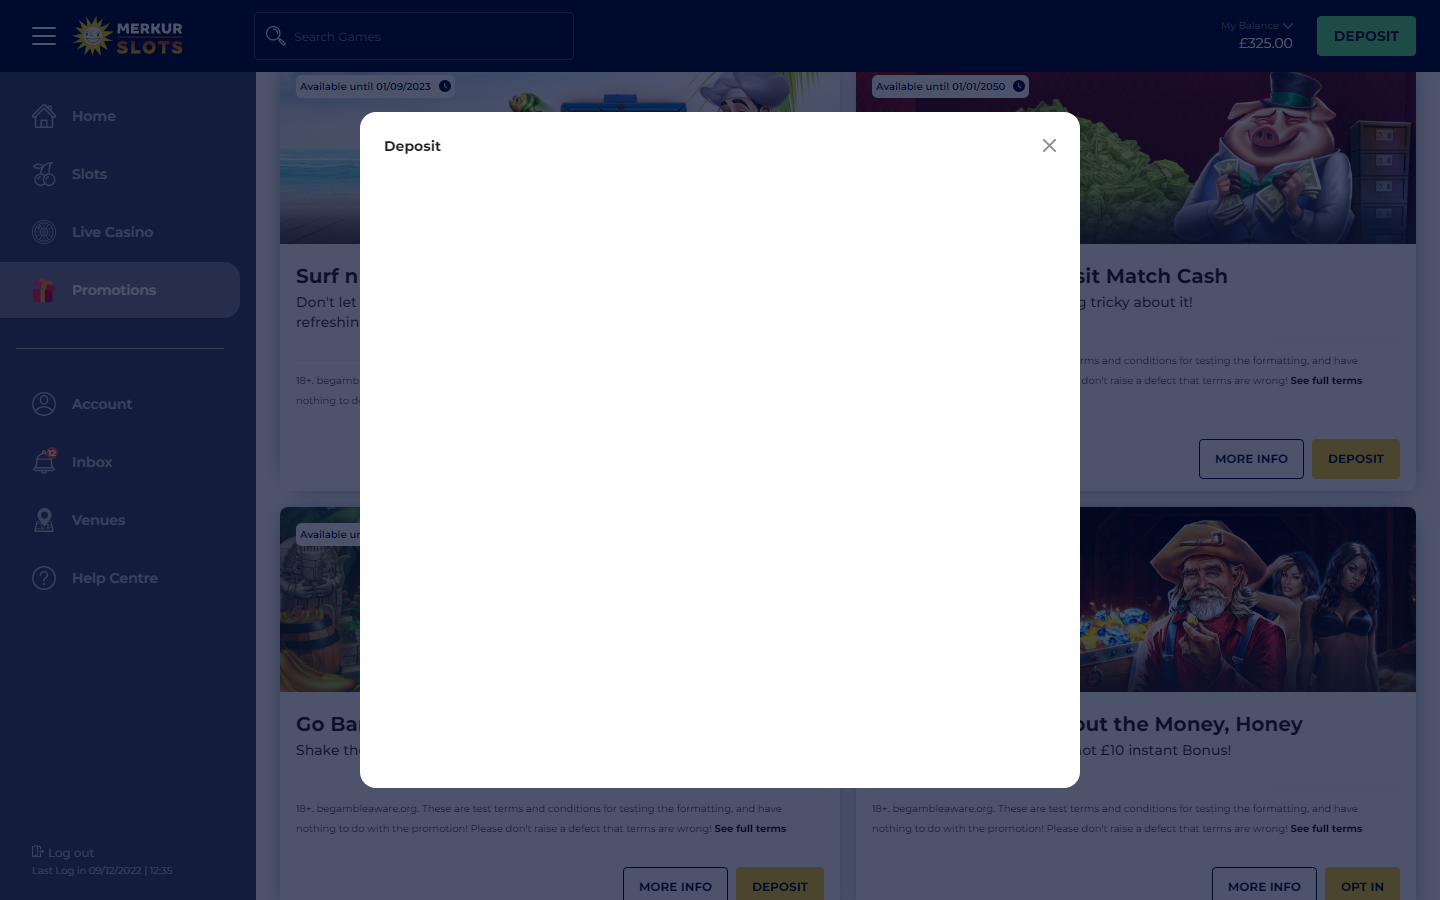 MERKUR
SLOTS
Search Games
My Balance
£325.00
DEPOSIT
Home
Slots
Live Casino
Promotions
Account
12
Inbox
Venues
Help Centre
Log out
Last Log in 09/12/2022 | 12:35
Available until 01/09/2023
Surf n
Don't let
refreshin
18+. begamb
nothing to de
Available until 01/01/2050
sit Match Cash
g tricky about it!
rms and conditions for testing the formatting, and have
don't raise a defect that terms are wrong! See full terms
MORE INFO
DEPOSIT
Deposit
Available un
Go Ba
Shake th
18+. begambleaware.org. These are test terms and conditions for testing the formatting, and have
nothing to do with the promotion! Please don't raise a defect that terms are wrong! See full terms
MORE INFO
DEPOSIT
out the Money, Honey
not £10 instant Bonus!
18+. begambleaware.org. These are test terms and conditions for testing the formatting, and have
nothing to do with the promotion! Please don't raise a defect that terms are wrong! See full terms
MORE INFO
OPT IN